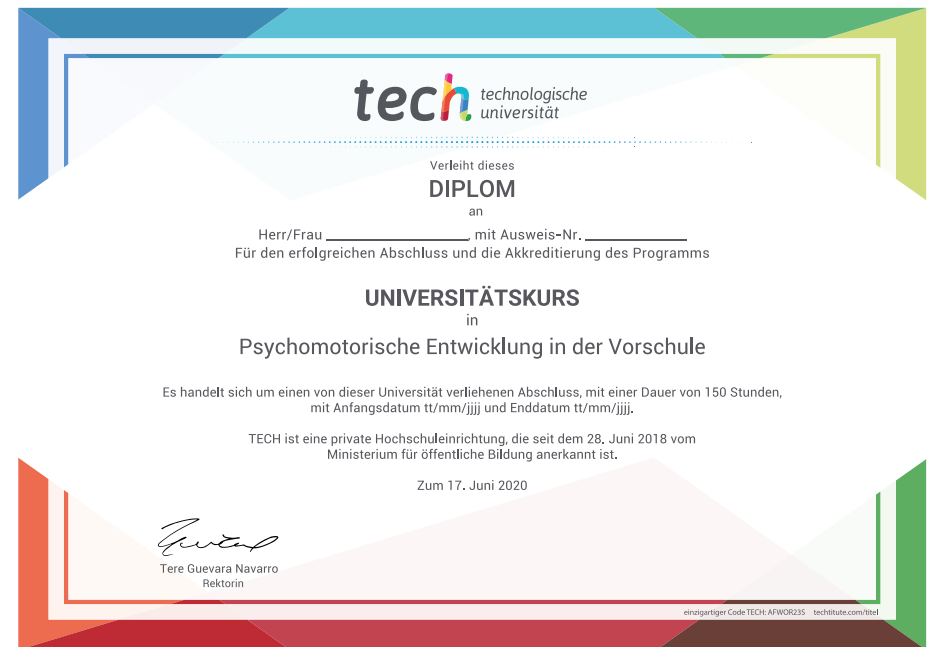 tech technologische
universität
Verleiht dieses
DIPLOM
an
Herr/Frau ____________________, mit Ausweis-Nr. ______________
Für den erfolgreichen Abschluss und die Akkreditierung des Programms
UNIVERSITÄTSKURS
in
Psychomotorische Entwicklung in der Vorschule
Es handelt sich um einen von dieser Universität verliehenen Abschluss, mit einer Dauer von 150 Stunden,
mit Anfangsdatum tt/mm/jjjj und Enddatum tt/mm/jjjj.
TECH ist eine private Hochschuleinrichtung, die seit dem 28. Juni 2018 vom
Ministerium für öffentliche Bildung anerkannt ist.
Zum 17. Juni 2020
Tere Guevara Navarro
Rektorin
einzigartiger Code TECH: AFWOR23S techtitute.com/titel